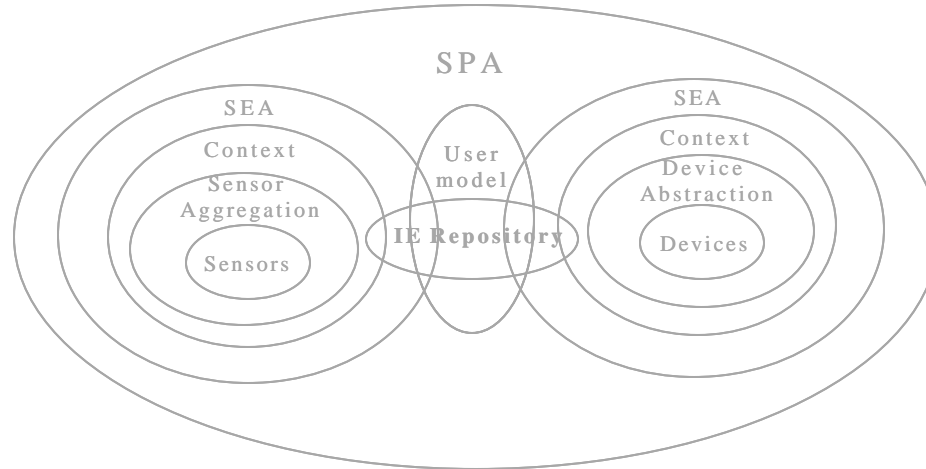 SPA
SEA
Context
Sensor
Aggregation
Sensors
User
model
IE Repository
SEA
Context
Device
Abstraction
Devices